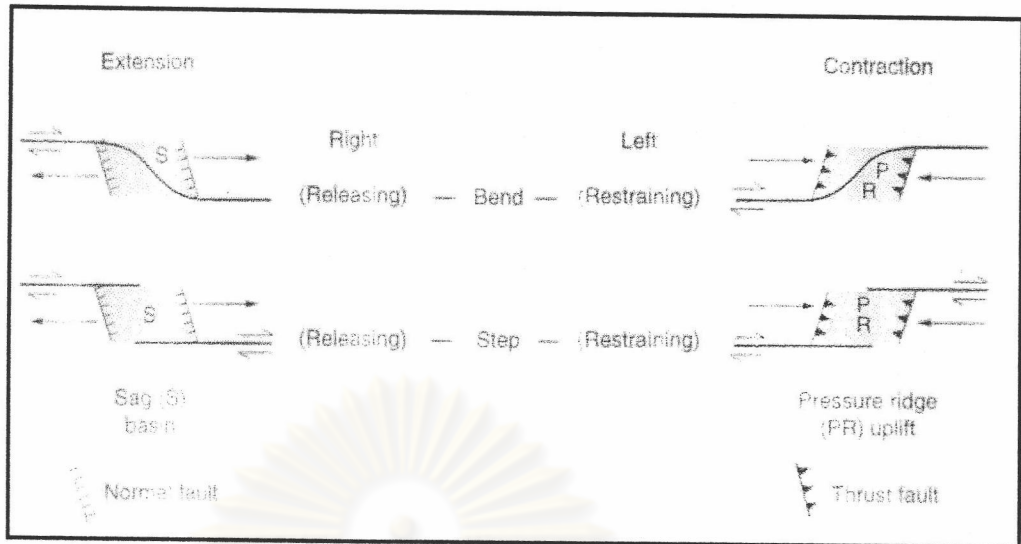 Extension
Contraction
S
Right
Left
P
R
(Releasing) — Bend — (Restraining)
S
P
R
(Releasing) — Step — (Restraining)
Sag (S)
basin
Pressure ridge
(PR) uplift
Normal fault
Thrust fault